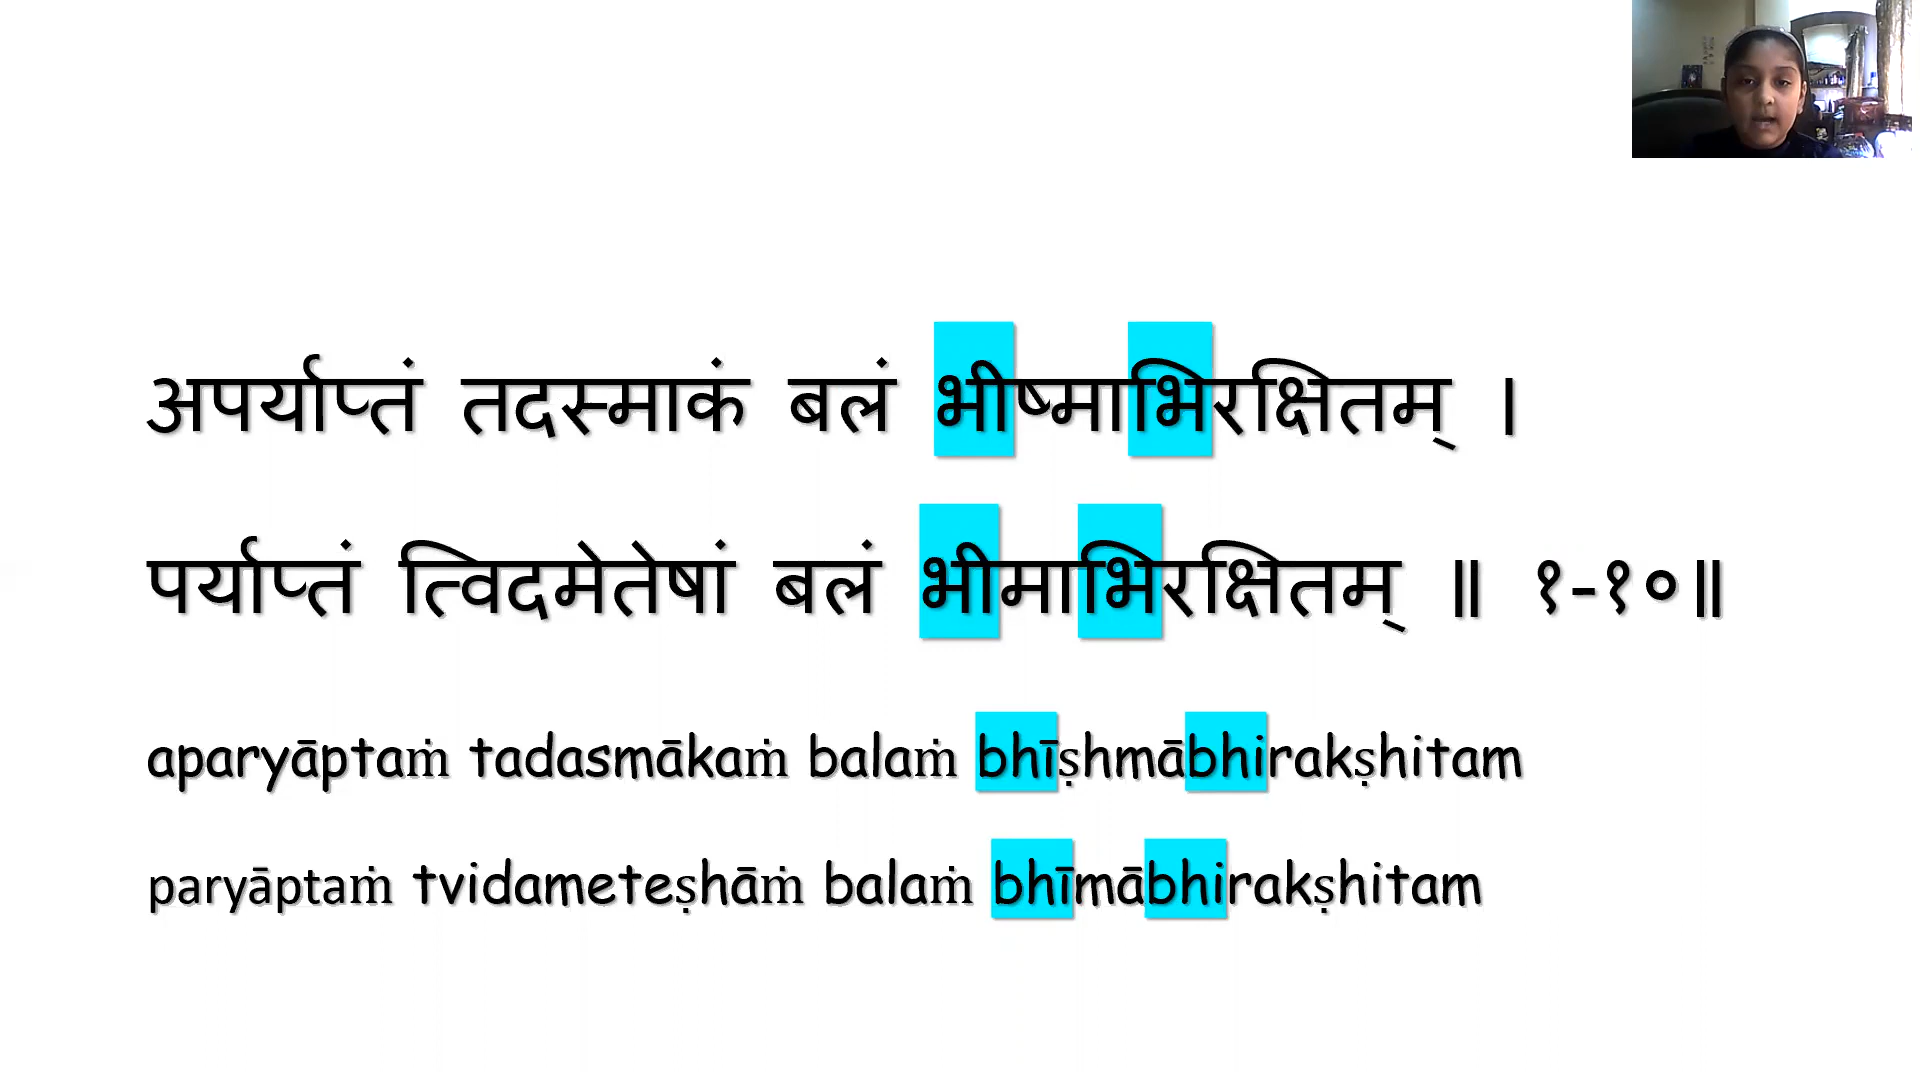 अपर्याप्तं तदस्माकं बलं भीष्माभिरक्षितम् ।
पर्याप्तं त्विदमेतेषां बलं भीमाभिरक्षितम् ॥ १-१०॥
aparyāptaṁ tadasmākaṁ balaṁ bhīṣhmābhirakṣhitam
paryāptaṁ tvidameteṣhāṁ balaṁ bhīmābhirakṣhitam